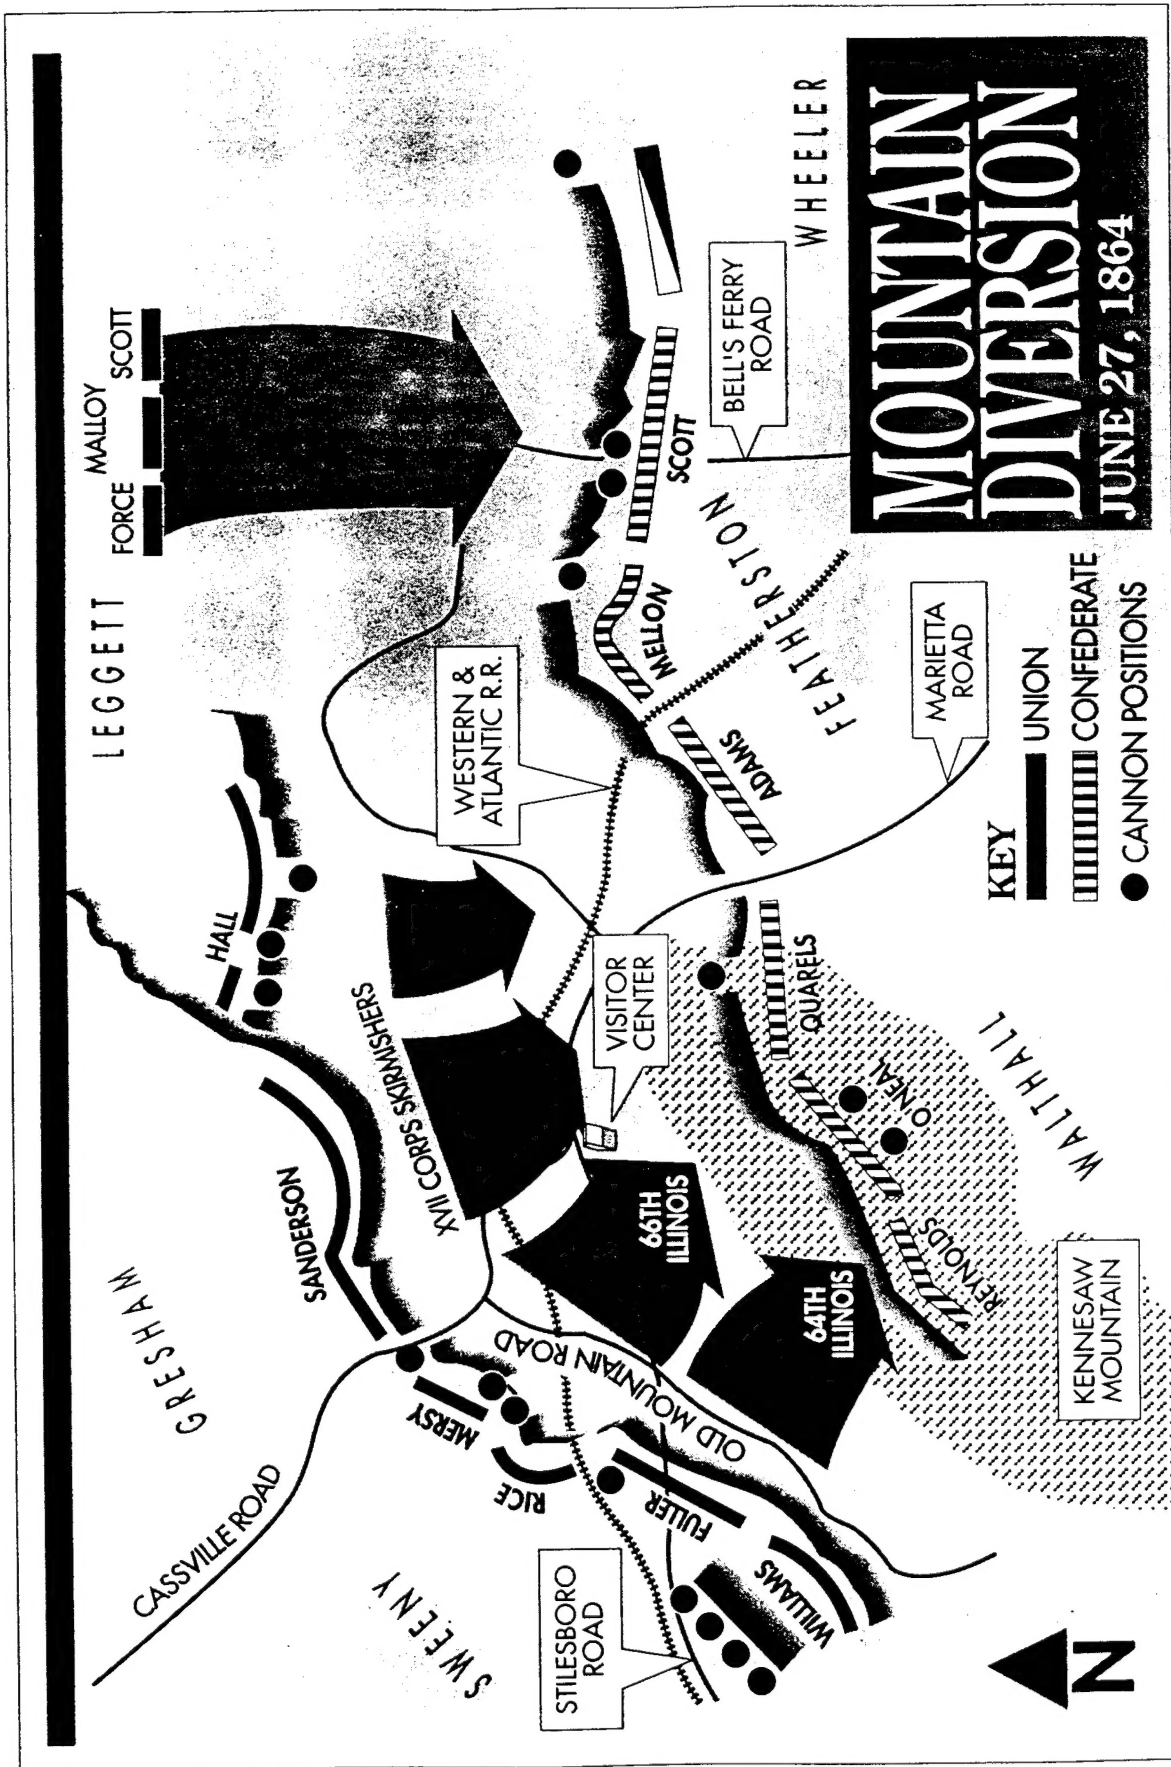 LEGGETT
FORCE
MALLOY
SCOTT
GRESHAM
HALL
SANDERSON
XVII CORPS SKIRMISHERS
CASSVILLE ROAD
SWEENY
MERSY
RICE
FULLER
WILLIAMS
OLD MOUNTAIN ROAD
STILESBORO
ROAD
66TH
ILLINOIS
64TH
ILLINOIS
VISITOR
CENTER
WESTERN &
ATLANTIC R.R.
KENNESAW
MOUNTAIN
REYNOLDS
O'NEAL
QUARELS
WALTHALL
ADAMS
MELLON
SCOTT
FEATHERSTON
MARIETTA
ROAD
BELL'S FERRY
ROAD
WHEELER
KEY
UNION
CONFEDERATE
CANNON POSITIONS
MOUNTAIN
DIVERSION
JUNE 27, 1864
N